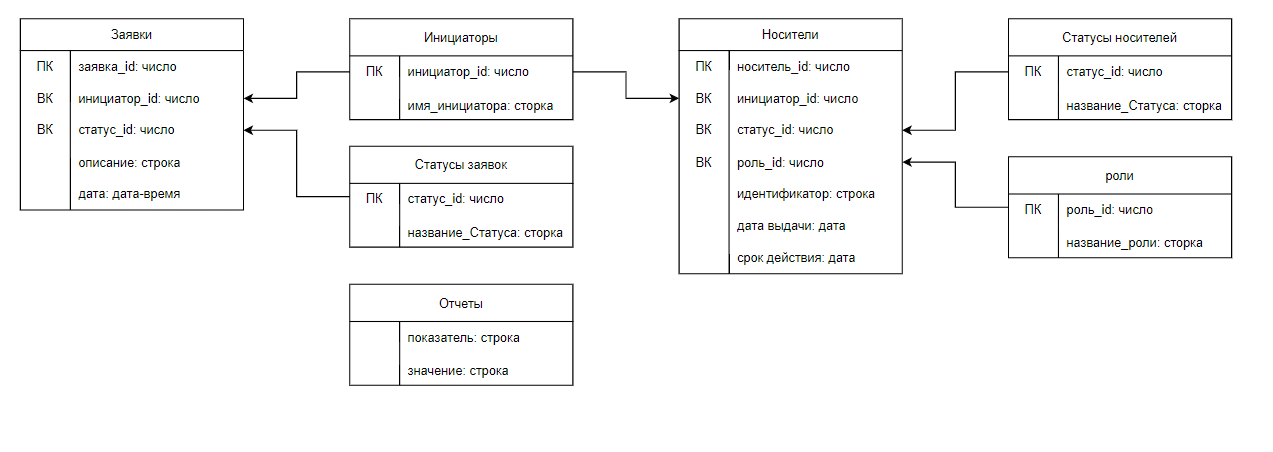 Заявки
ПК заявка_id: число
ВК инициатор_id: число
ВК статус_id: число
описание: строка
дата: дата-время
Инициаторы
ПК инициатор_id: число
имя_инициатора: сторка
Статусы заявок
ПК статус_id: число
название_Статуса: сторка
Отчеты
показатель: строка
значение: строка
Носители
ПК носитель_id: число
ВК инициатор_id: число
ВК статус_id: число
ВК роль_id: число
идентификатор: строка
дата выдачи: дата
срок действия: дата
Статусы носителей
ПК статус_id: число
название_Статуса: сторка
роли
ПК роль_id: число
название_роли: сторка